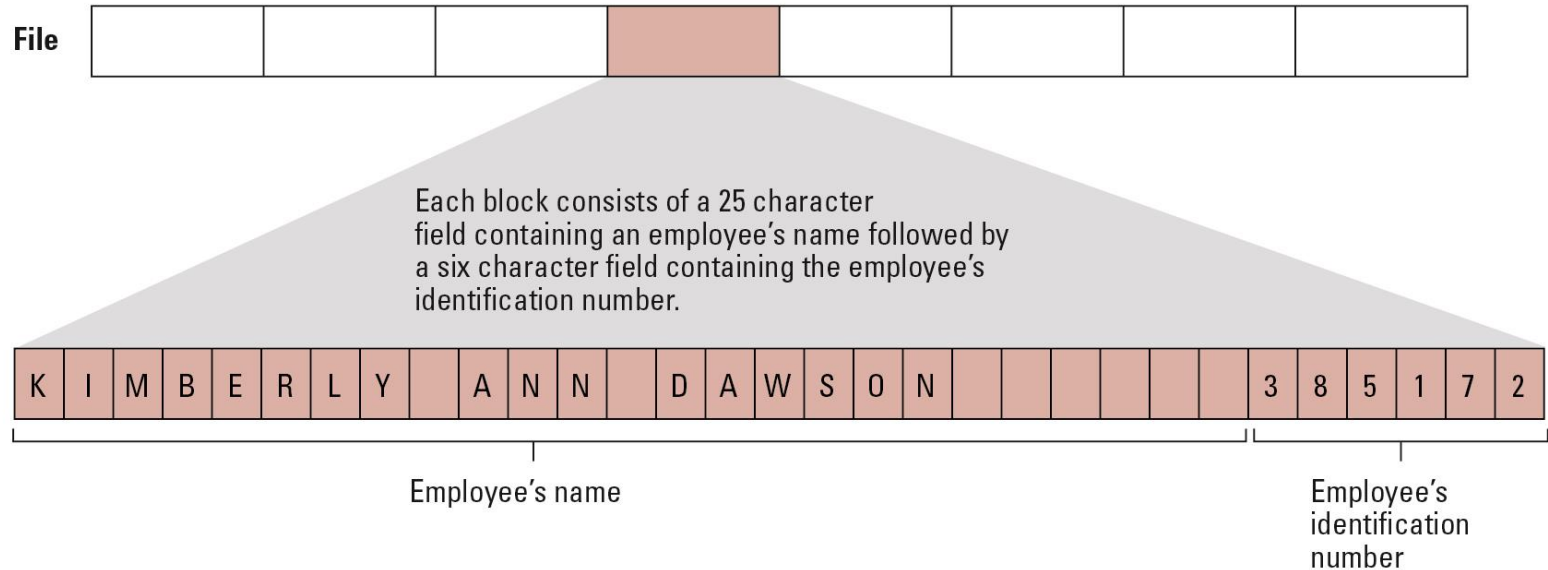 File
Each block consists of a 25 character
field containing an employee’s name followed by
a six character field containing the employee’s
identification number.
K I M B E R L Y   A N N   D A W S O N             3 8 5 1 7 2
Employee’s name
Employee’s
identification
number